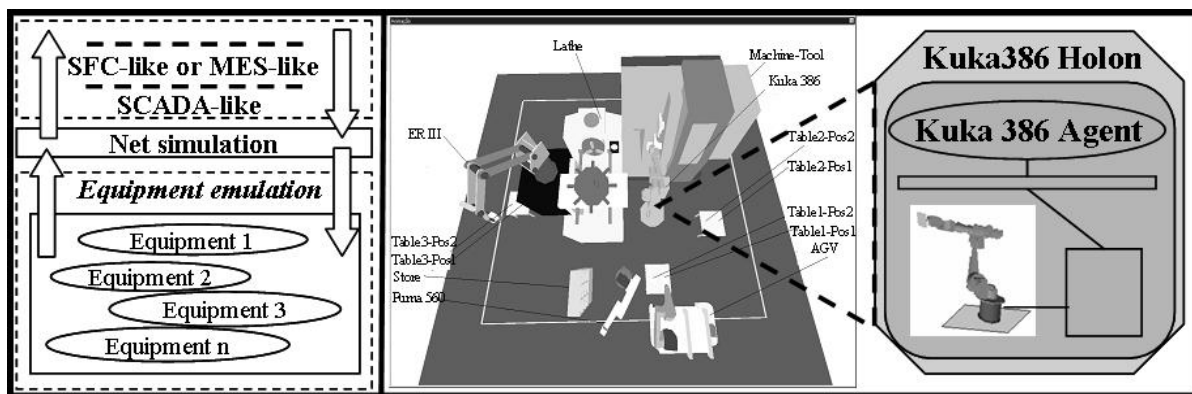 SFC-like or MES-like
SCADA-like
Net simulation
Equipment emulation
Equipment 1
Equipment 2
Equipment 3
Equipment n
Lathe
Machine-Tool
Kuka 386
ER III
Table2-Pos2
Table2-Pos1
Table1-Pos2
Table1-Pos1
AGV
Table3-Pos2
Table3-Pos1
Store
Puma 560
Kuka386 Holon
Kuka 386 Agent